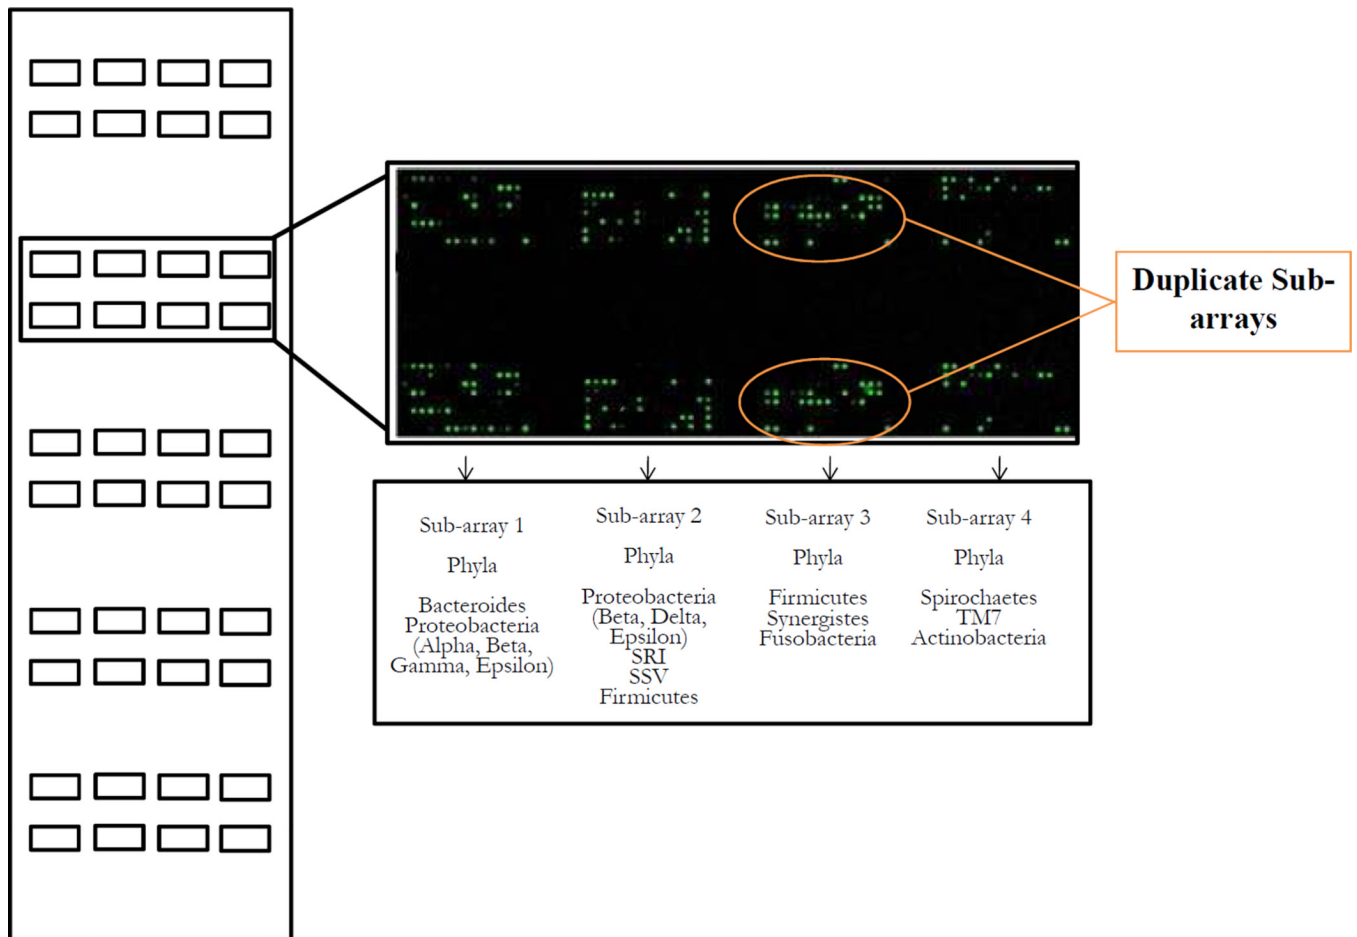 Duplicate Sub-
arrays
Sub-array 1
Phyla
Bacteroides
Proteobacteria
(Alpha, Beta,
Gamma, Epsilon)
Sub-array 2
Phyla
Proteobacteria
(Beta, Delta,
Epsilon)
SRI
SSV
Firmicutes
Sub-array 3
Phyla
Firmicutes
Synergistes
Fusobacteria
Sub-array 4
Phyla
Spirochaetes
TM7
Actinobacteria